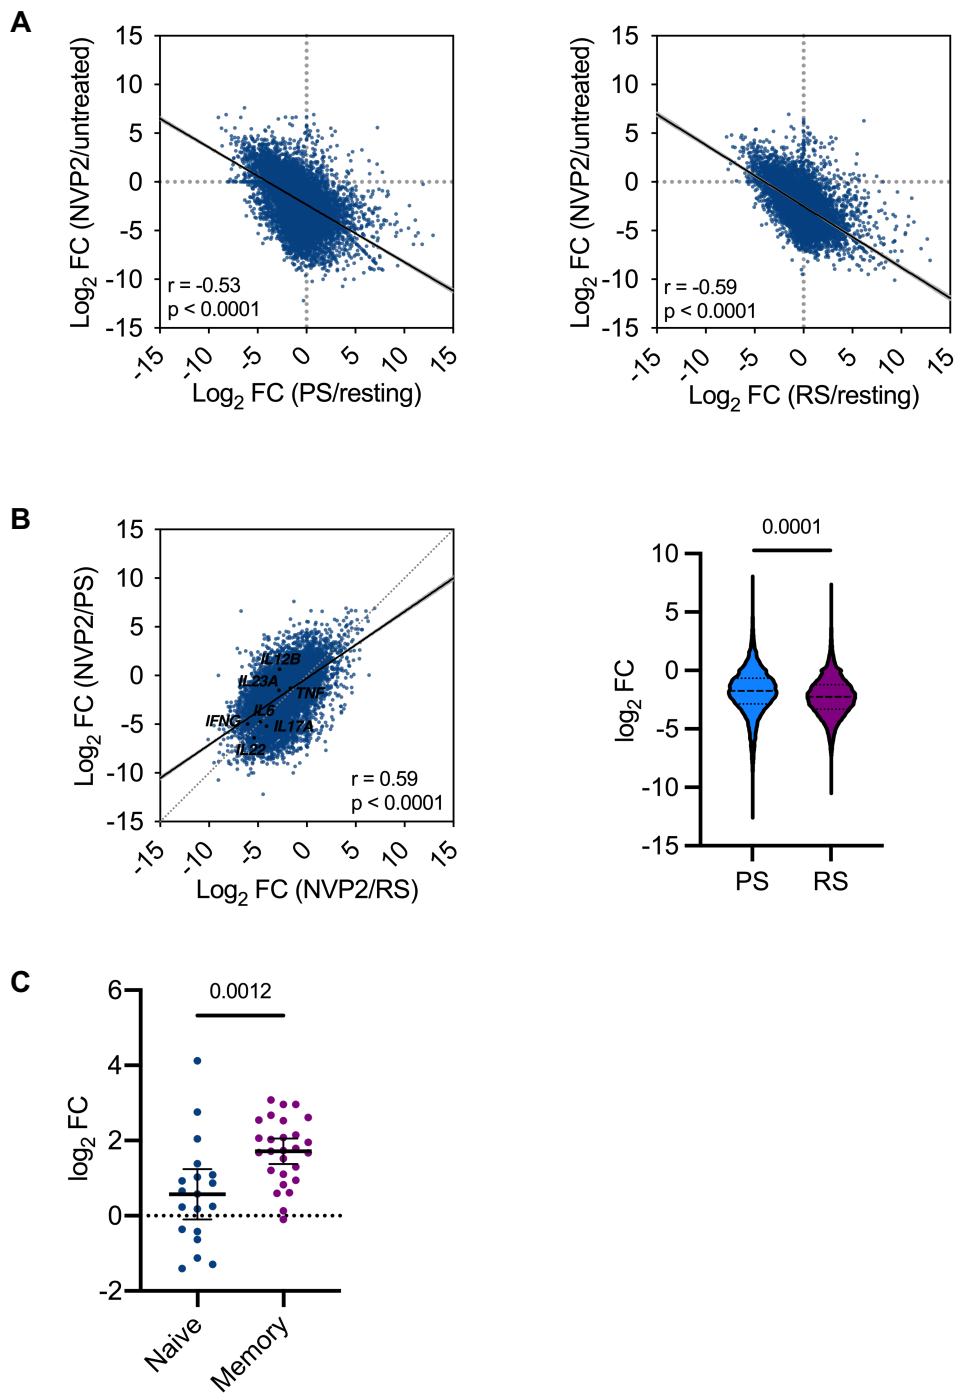 A
Log2 FC (NVP2/untreated)
15
10
5
0
-5
-10
-15
r = -0.53
p < 0.0001
-15 -10 -5 0 5 10 15
Log2 FC (PS/resting)
Log2 FC (NVP2/untreated)
15
10
5
0
-5
-10
-15
r = -0.59
p < 0.0001
-15 -10 -5 0 5 10 15
Log2 FC (RS/resting)
B
Log2 FC (NVP2/PS)
15
10
5
0
-5
-10
-15
IL12B
IL23A
TNF
IL6
IFNG
IL17A
IL22
r = 0.59
p < 0.0001
-15 -10 -5 0 5 10 15
Log2 FC (NVP2/RS)
0.0001
log2 FC
10
5
0
-5
-10
-15
PS RS
C
0.0012
log2 FC
6
4
2
0
-2
Naive
Memory